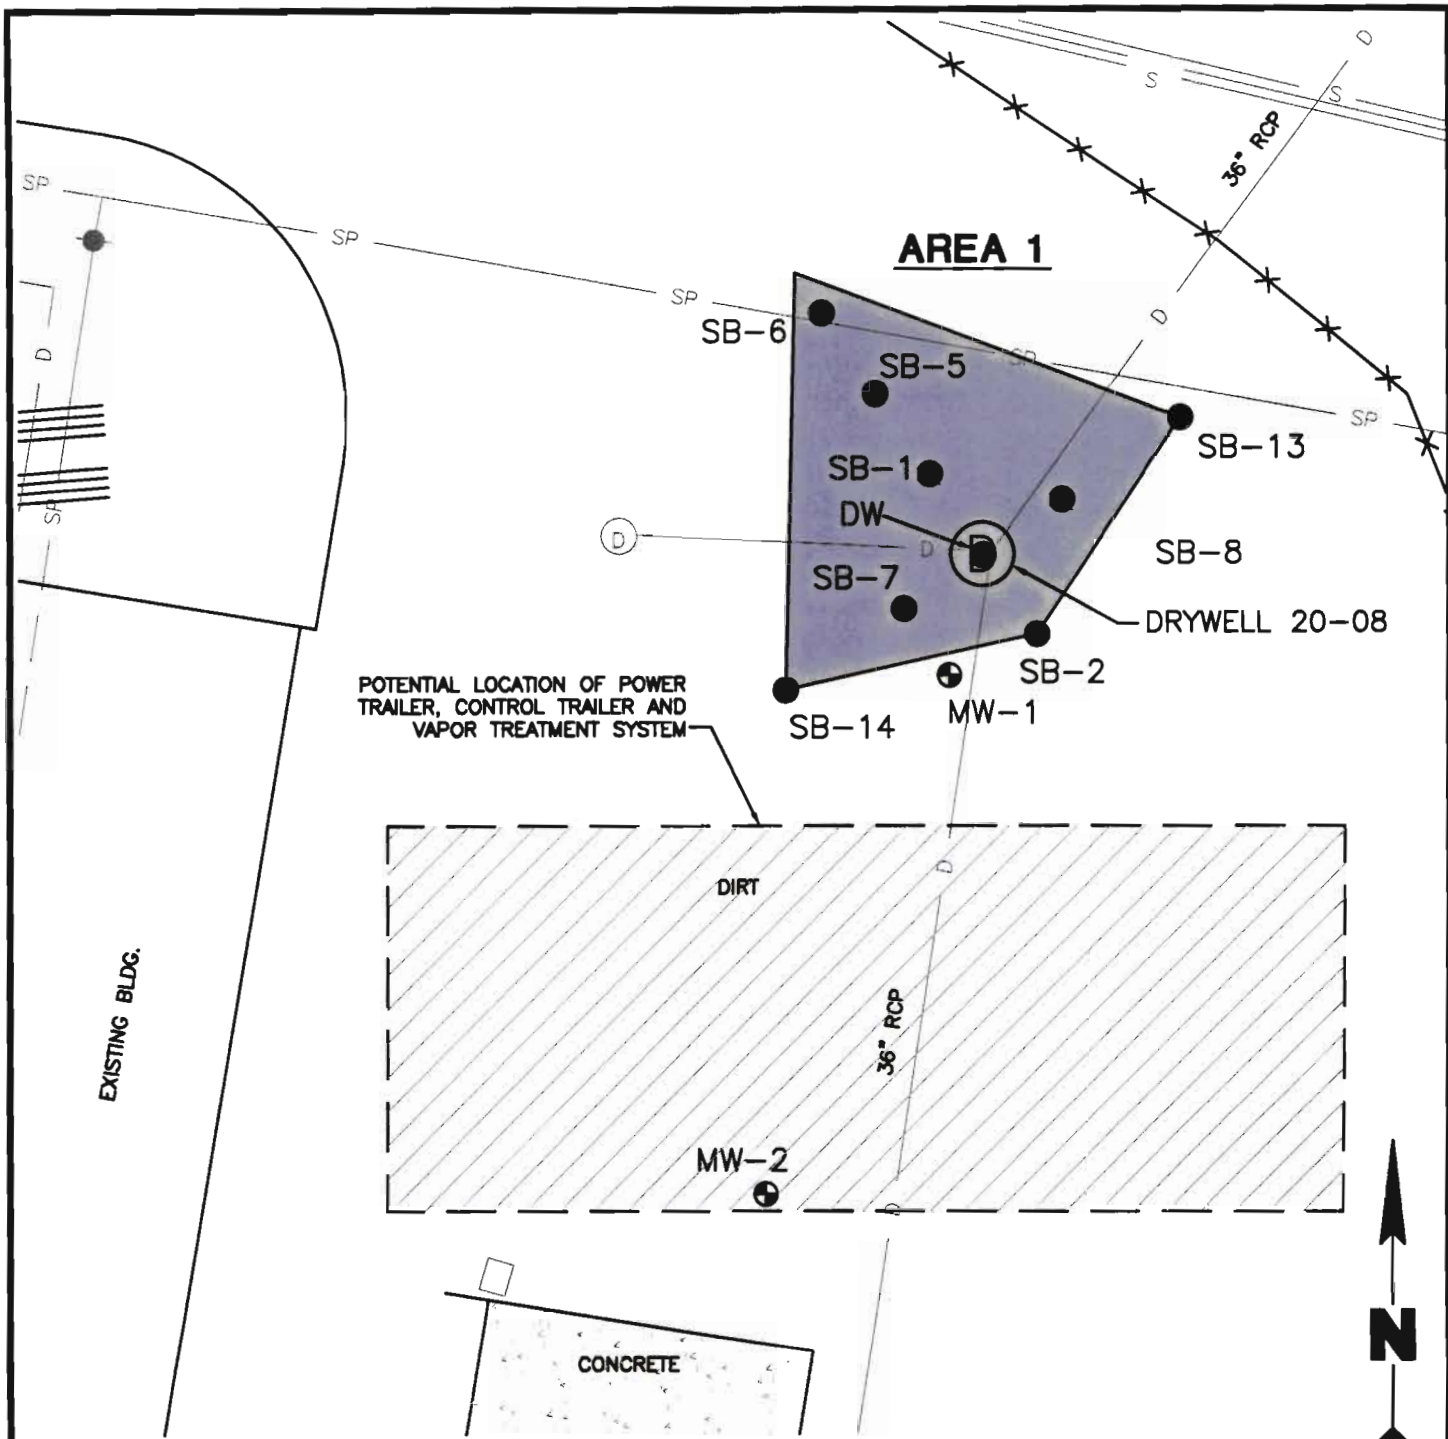 D
S
S
36" RCP
SP
SP
AREA 1
SP
D
SB-6
SP
D
SB-5
SP
SB-13
SB-1
SP
DW
D
D
D
SB-8
SB-7
DRYWELL 20-08
SB-2
POTENTIAL LOCATION OF POWER
TRAILER, CONTROL TRAILER AND
VAPOR TREATMENT SYSTEM
MW-1
SB-14
D
DIRT
EXISTING BLDG.
36" RCP
MW-2
D
N
CONCRETE